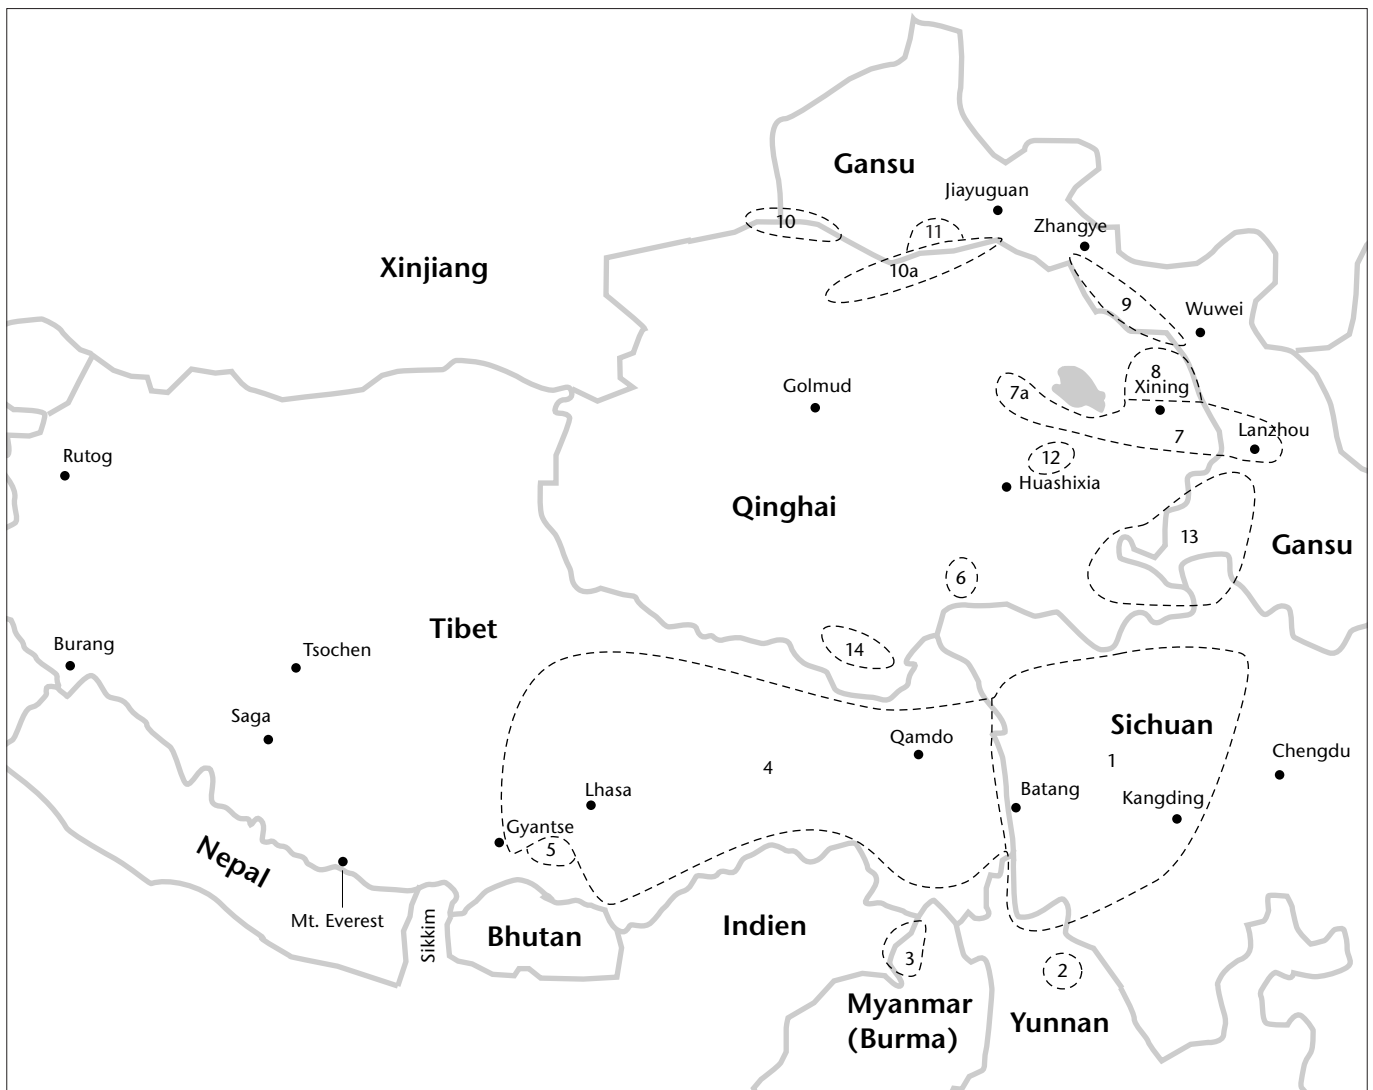 Gansu
Jiayuguan
10
11
Zhangye
Xinjiang
10a
9
Wuwei
8
Golmud
7a
Xining
7
Lanzhou
Rutog
12
Huashixia
Qinghai
13
Gansu
6
Tibet
Burang
Tsochen
14
Saga
Sichuan
Qamdo
Chengdu
4
1
Lhasa
Batang
Kangding
Gyantse
5
Nepal
Mt. Everest
Sikkim
Bhutan
Indien
3
2
Myanmar
(Burma)
Yunnan